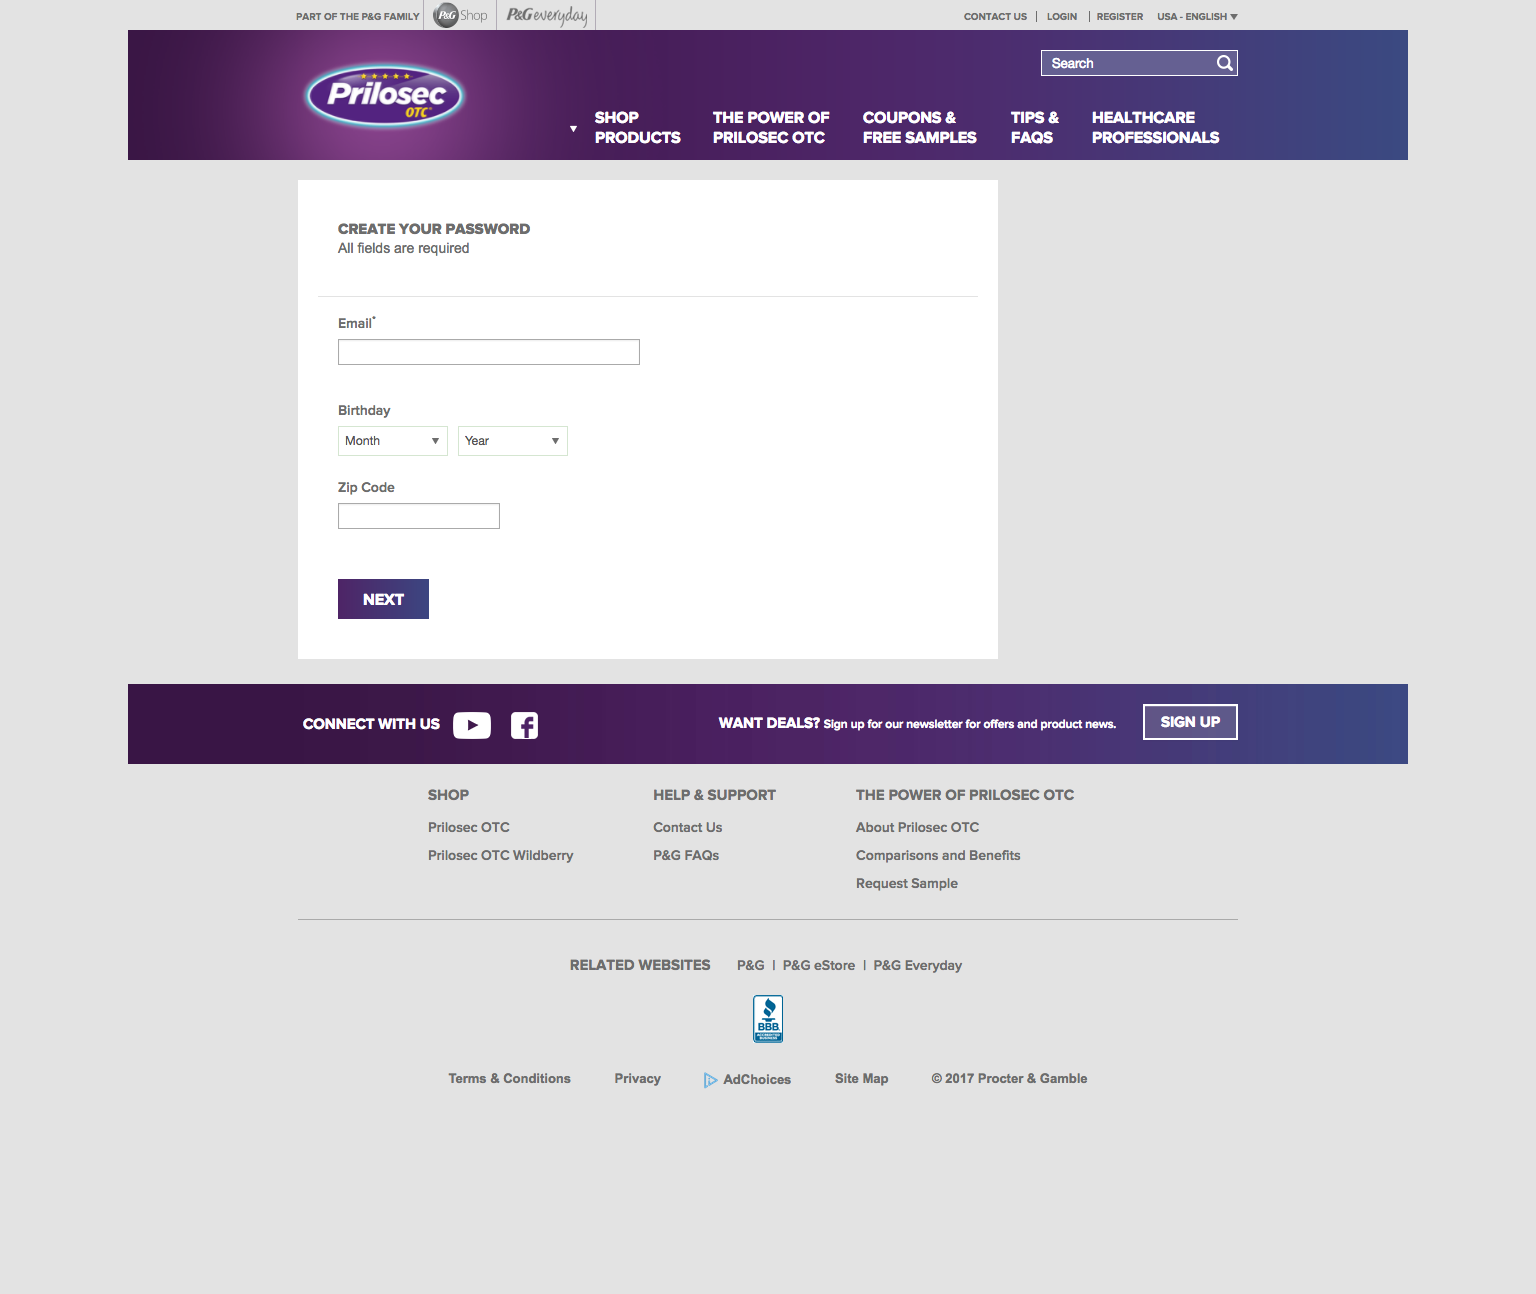 PART OF THE P&G FAMILY
P&G Shop
P&G everyday
CONTACT US | LOGIN | REGISTER USA - ENGLISH
Prilosec
OTC
Search
SHOP
PRODUCTS
THE POWER OF
PRILOSEC OTC
COUPONS &
FREE SAMPLES
TIPS &
FAQS
HEALTHCARE
PROFESSIONALS
CREATE YOUR PASSWORD
All fields are required
Email*
Birthday
Month Year
Zip Code
NEXT
CONNECT WITH US
WANT DEALS? Sign up for our newsletter for offers and product news.
SIGN UP
SHOP
Prilosec OTC
Prilosec OTC Wildberry
HELP & SUPPORT
Contact Us
P&G FAQs
THE POWER OF PRILOSEC OTC
About Prilosec OTC
Comparisons and Benefits
Request Sample
RELATED WEBSITES P&G | P&G eStore | P&G Everyday
BBB
ACCREDITED
BUSINESS
Terms & Conditions Privacy AdChoices Site Map © 2017 Procter & Gamble